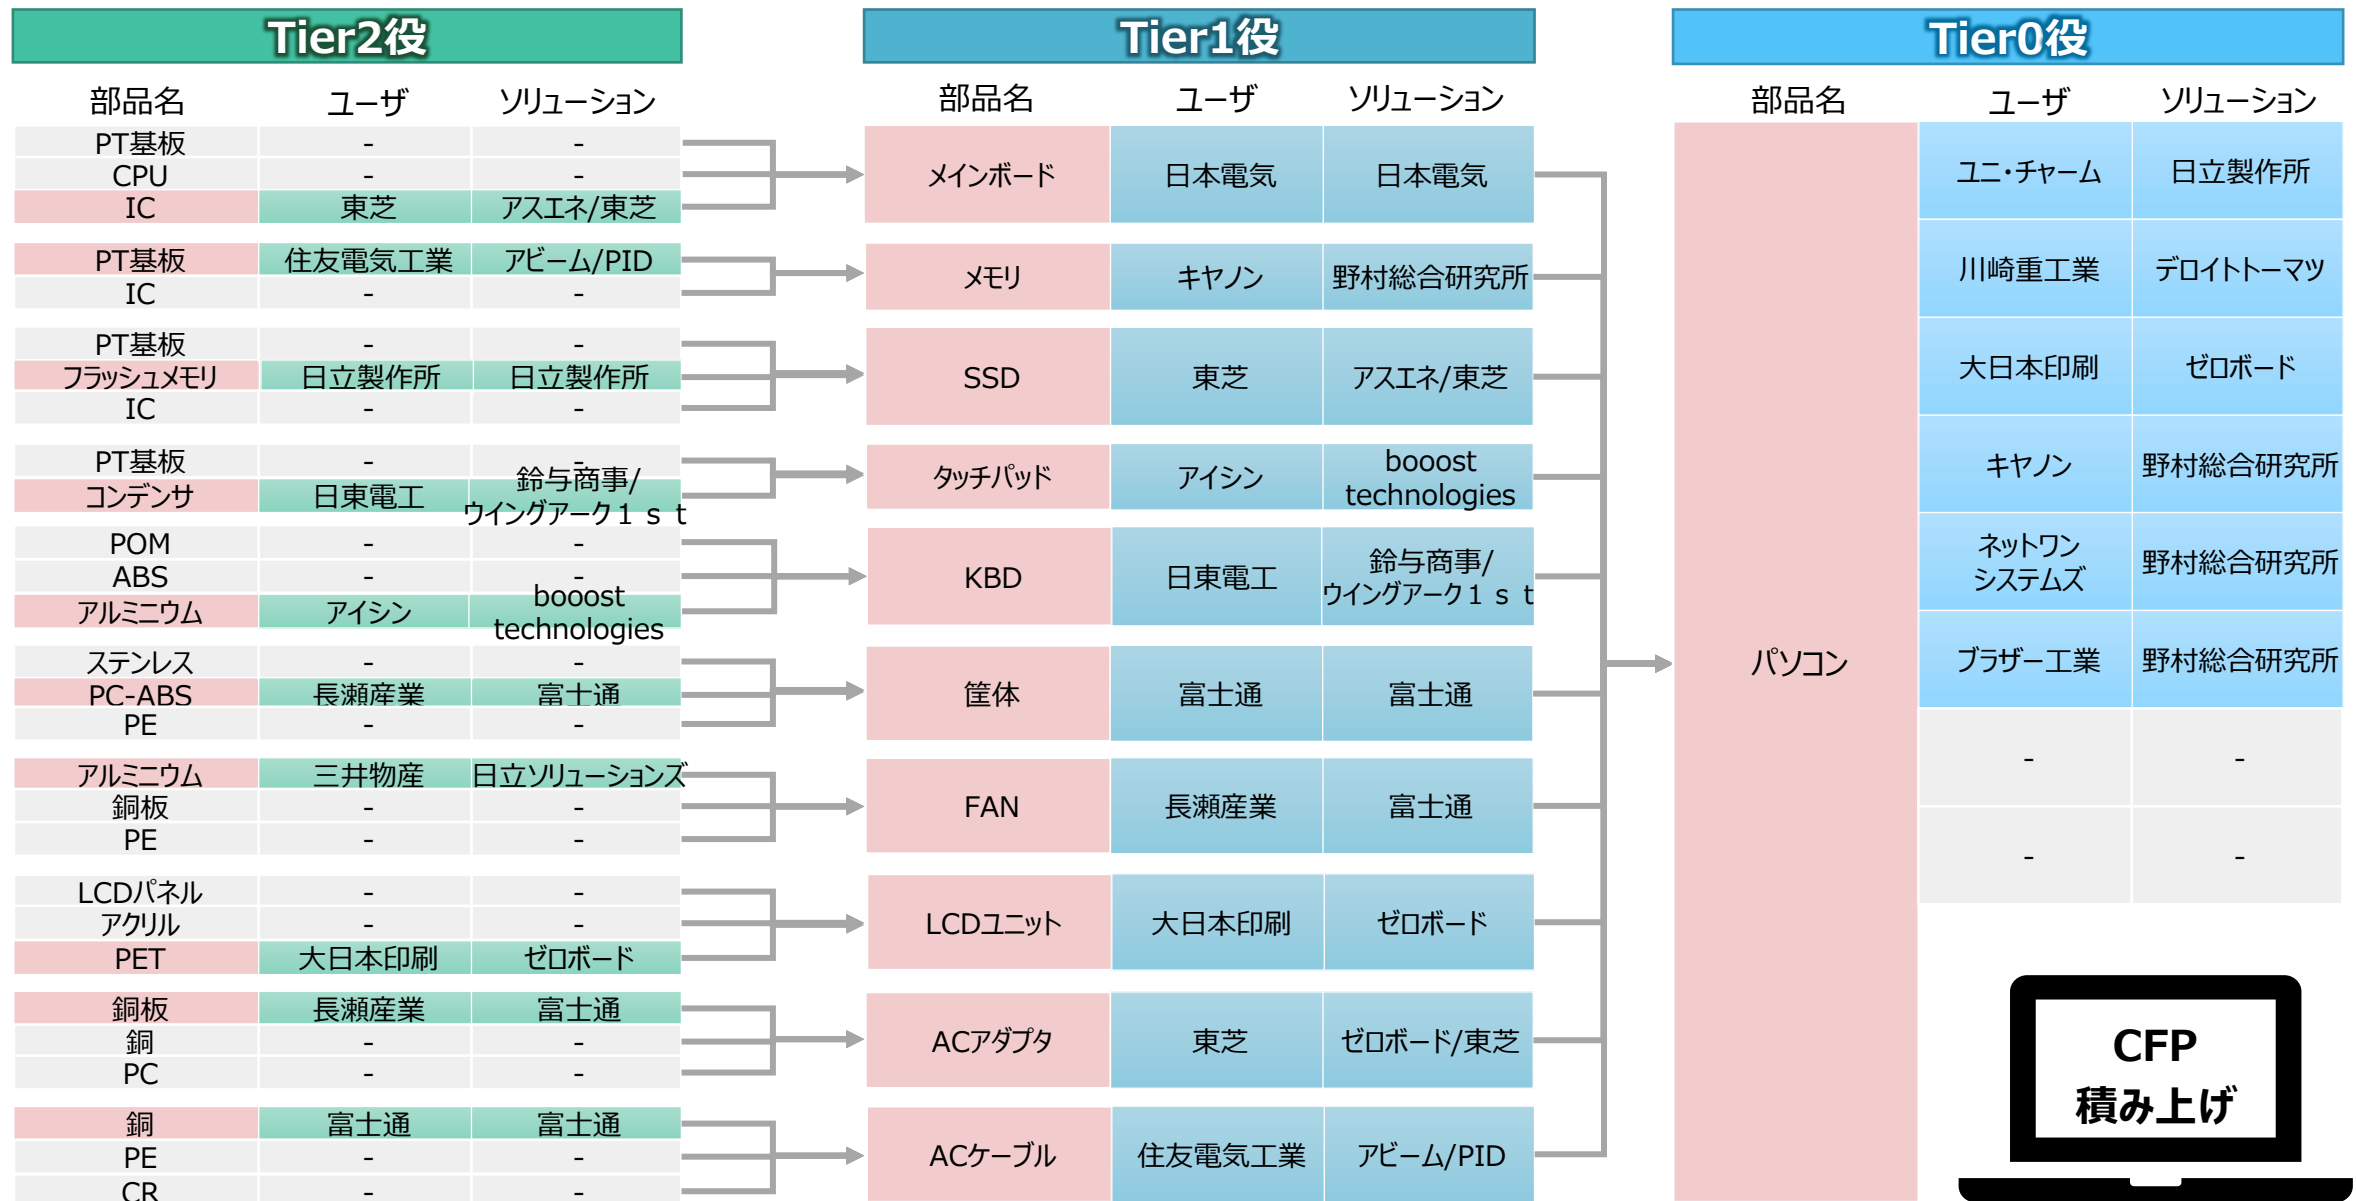 Tier2役
部品名 ユーザ ソリューション
PT基板 - -
CPU - -
IC 東芝 アスエネ/東芝
PT基板 住友電気工業 アビーム/PID
IC - -
PT基板 - -
フラッシュメモリ 日立製作所 日立製作所
IC - -
PT基板 - -
コンデンサ 日東電工 鈴与商事/
ウイングアーク１ｓｔ
POM - -
ABS - -
アルミニウム アイシン booost
technologies
ステンレス - -
PC-ABS 長瀬産業 富士通
PE - -
アルミニウム 三井物産 日立ソリューションズ
銅板 - -
PE - -
LCDパネル - -
アクリル - -
PET 大日本印刷 ゼロボード
銅板 長瀬産業 富士通
銅 - -
PC - -
銅 富士通 富士通
PE - -
CR - -
Tier1役
部品名 ユーザ ソリューション
メインボード 日本電気 日本電気
メモリ キヤノン 野村総合研究所
SSD 東芝 アスエネ/東芝
タッチパッド アイシン booost
technologies
KBD 日東電工 鈴与商事/
ウイングアーク１ｓｔ
筐体 富士通 富士通
FAN 長瀬産業 富士通
LCDユニット 大日本印刷 ゼロボード
ACアダプタ 東芝 ゼロボード/東芝
ACケーブル 住友電気工業 アビーム/PID
Tier0役
部品名 ユーザ ソリューション
パソコン
ユニ・チャーム 日立製作所
川崎重工業 デロイトトーマツ
大日本印刷 ゼロボード
キヤノン 野村総合研究所
ネットワン
システムズ 野村総合研究所
ブラザー工業 野村総合研究所
- -
- -
CFP
積み上げ